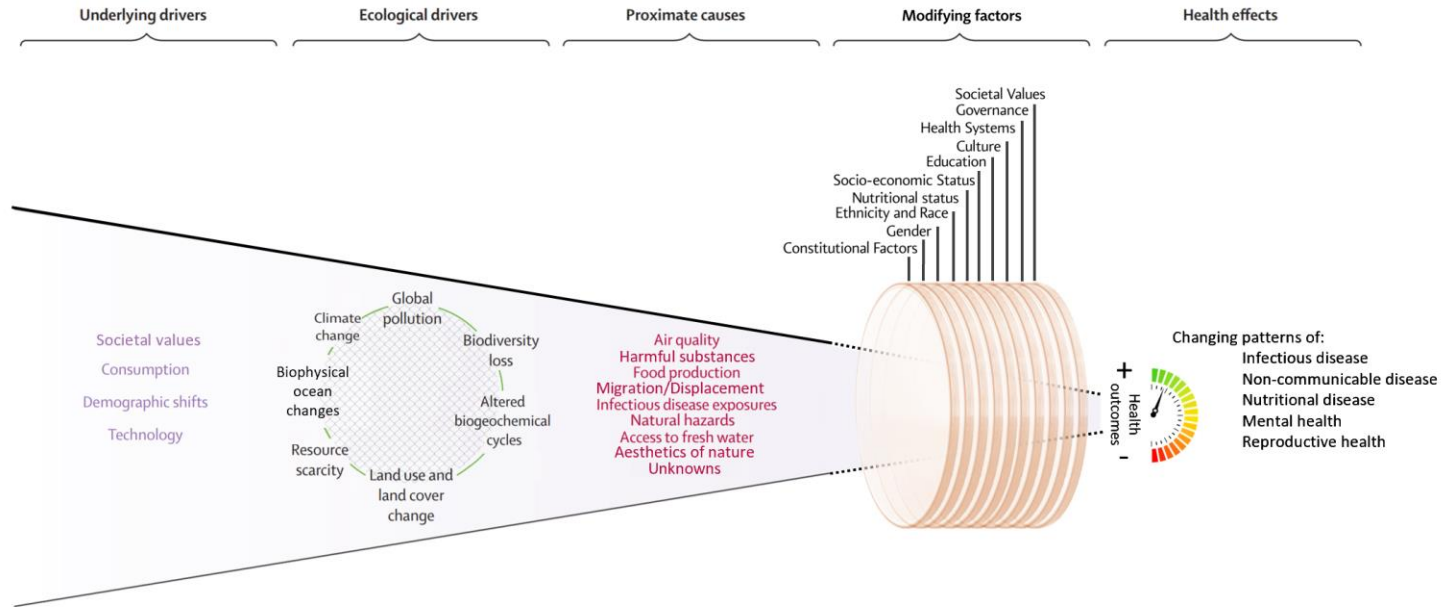 Underlying drivers
Ecological drivers
Proximate causes
Modifying factors
Health effects
Societal values
Consumption
Demographic shifts
Technology
Global
pollution
Climate
change
Biodiversity
loss
Biophysical
ocean
changes
Altered
biogeochemical
cycles
Resource
scarcity
Land use and
land cover
change
Air quality
Harmful substances
Food production
Migration/Displacement
Infectious disease exposures
Natural hazards
Access to fresh water
Aesthetics of nature
Unknowns
Societal Values
Governance
Health Systems
Culture
Education
Socio-economic Status
Nutritional status
Ethnicity and Race
Gender
Constitutional Factors
+
Health
outcomes
-
Changing patterns of:
Infectious disease
Non-communicable disease
Nutritional disease
Mental health
Reproductive health